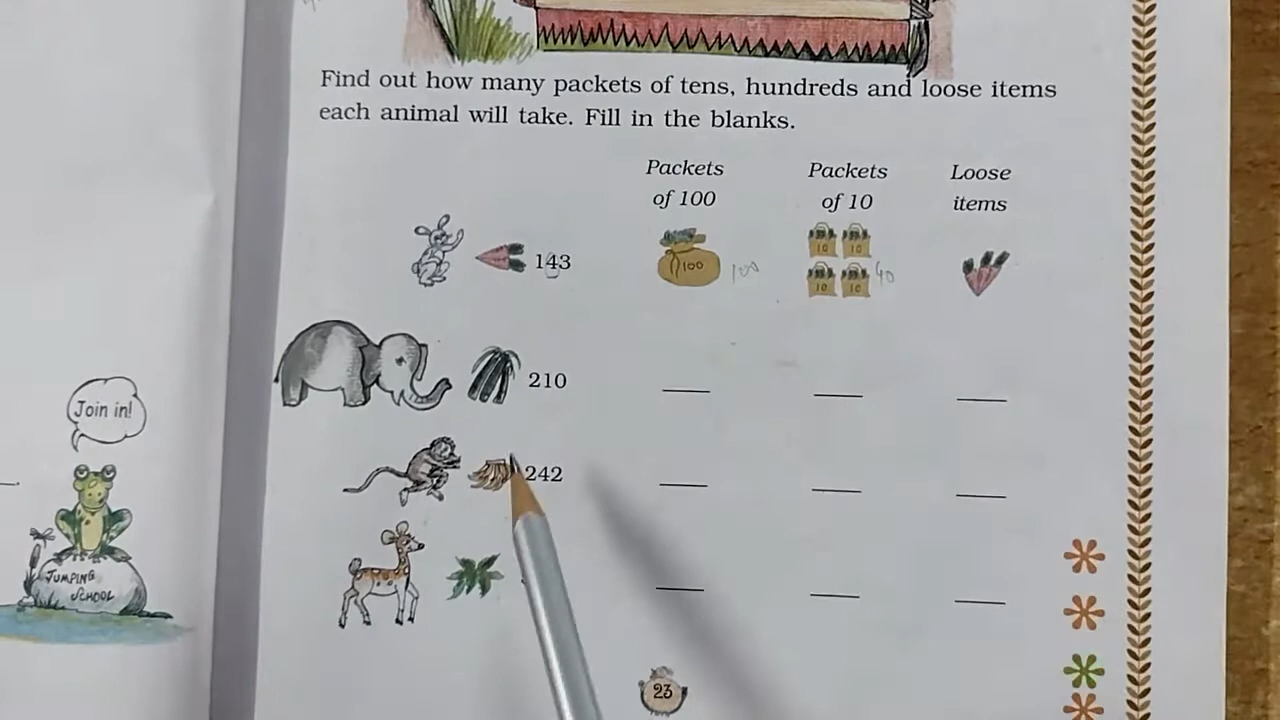 Find out how many packets of tens, hundreds and loose items
each animal will take. Fill in the blanks.
Packets of 100
Packets of 10
Loose items
143
100
100
10 10
10 10
40
210
242
Join in!
JUMPING
SCHOOL
23